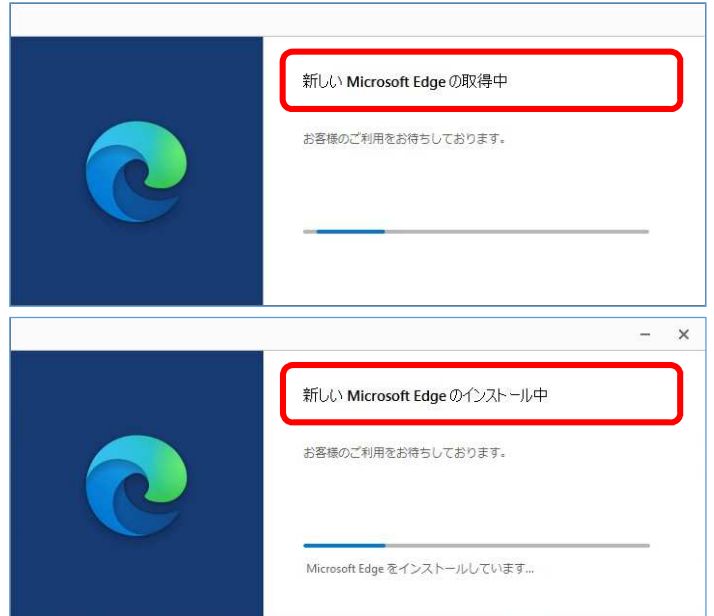 新しい Microsoft Edge の取得中
お客様のご利用をお待ちしております。
新しい Microsoft Edge のインストール中
お客様のご利用をお待ちしております。
Microsoft Edge をインストールしています...